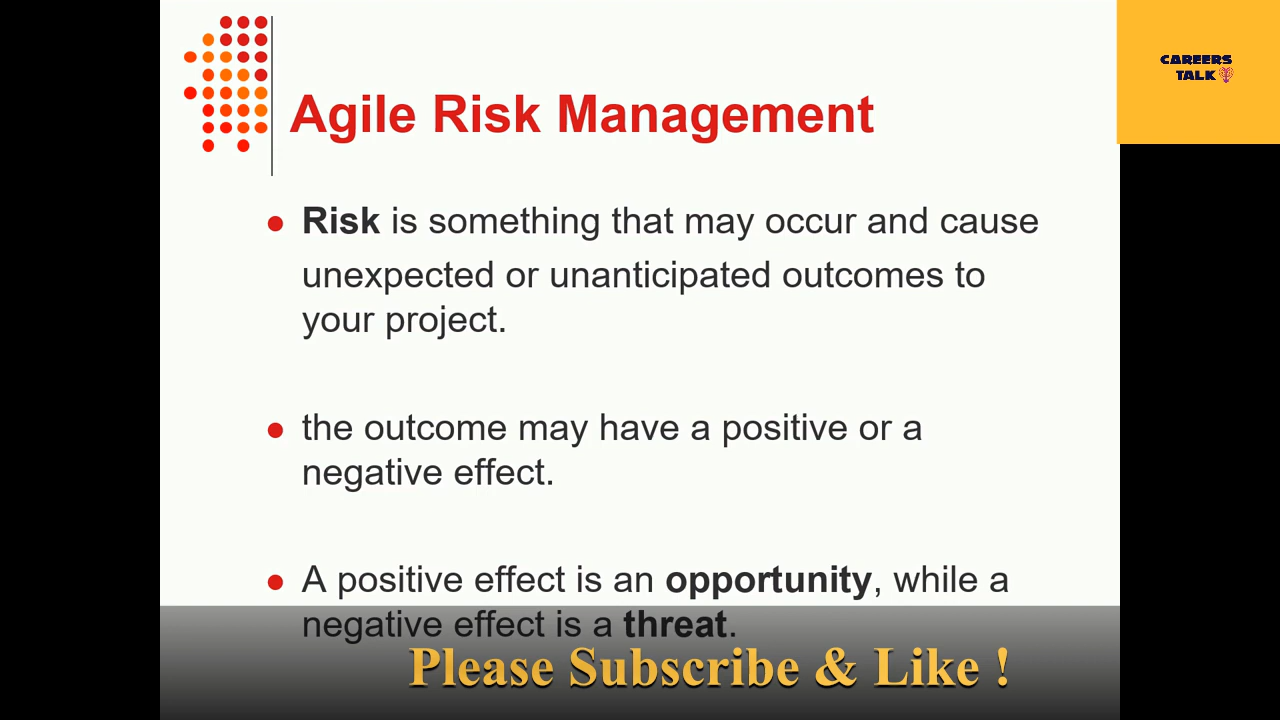 CAREERS
TALK
Agile Risk Management
Risk is something that may occur and cause
unexpected or unanticipated outcomes to
your project.
the outcome may have a positive or a
negative effect.
A positive effect is an opportunity, while a
negative effect is a threat.
Please Subscribe & Like !